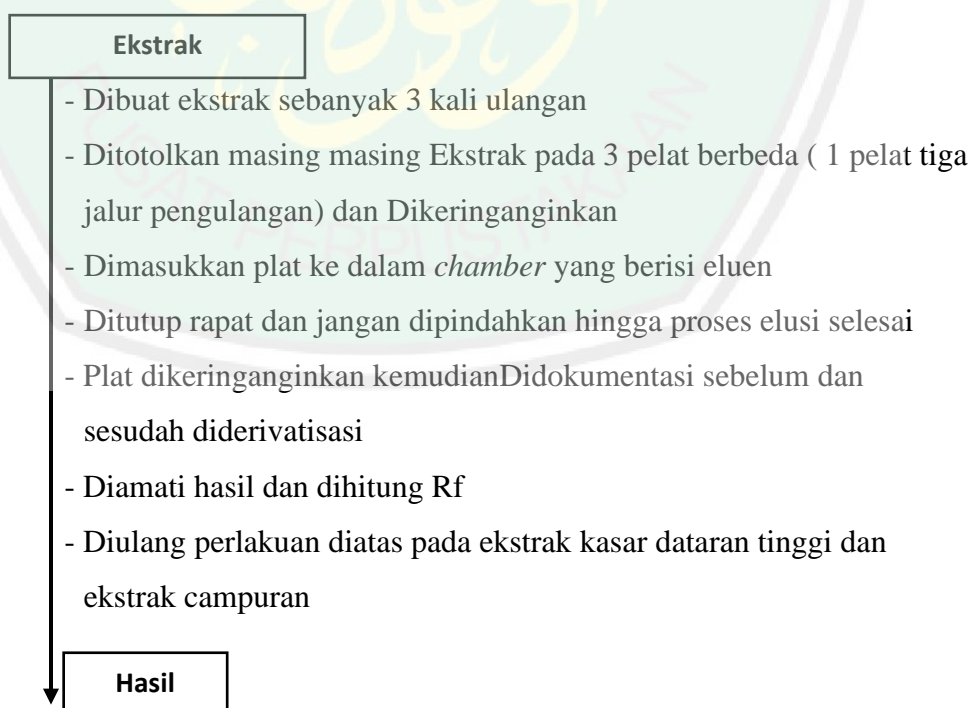 Ekstrak
- Dibuat ekstrak sebanyak 3 kali ulangan
- Ditotolkan masing masing Ekstrak pada 3 pelat berbeda ( 1 pelat tiga
jalur pengulangan) dan Dikeringanginkan
- Dimasukkan plat ke dalam chamber yang berisi eluen
- Ditutup rapat dan jangan dipindahkan hingga proses elusi selesai
- Plat dikeringanginkan kemudianDidokumentasi sebelum dan
sesudah diderivatisasi
- Diamati hasil dan dihitung Rf
- Diulang perlakuan diatas pada ekstrak kasar dataran tinggi dan
ekstrak campuran
Hasil